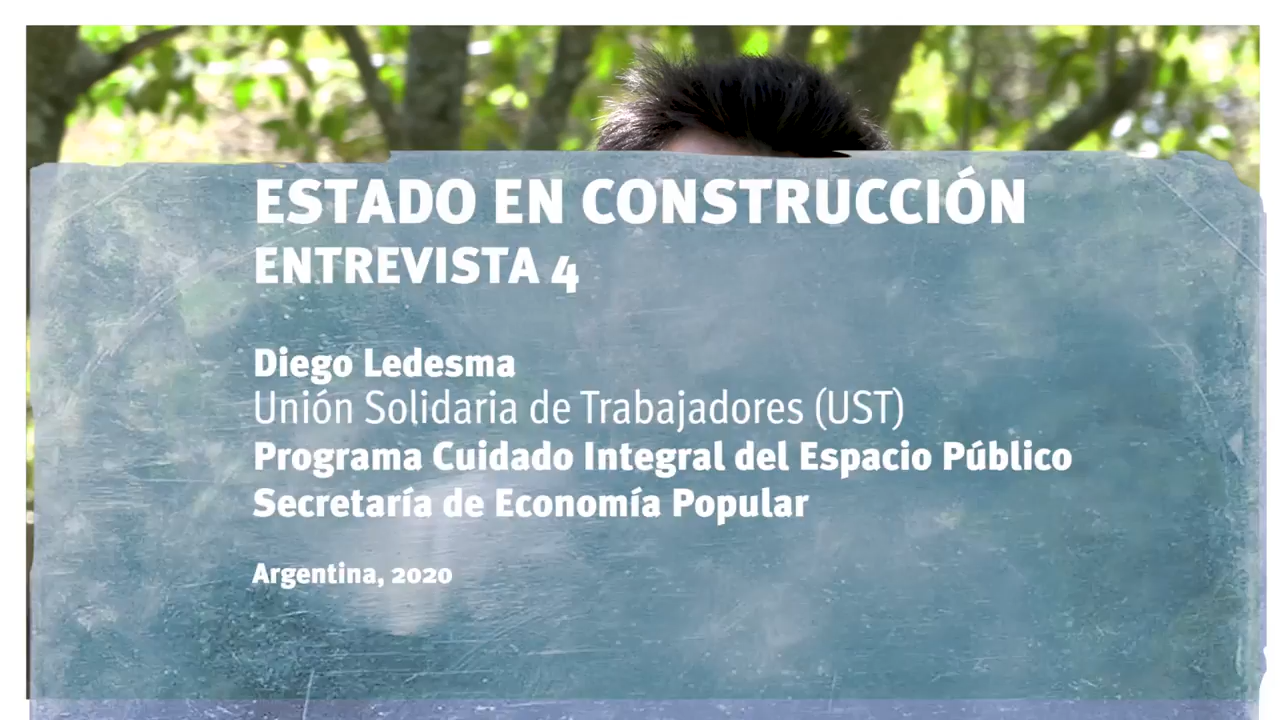 ESTADO EN CONSTRUCCIÓN
ENTREVISTA 4
Diego Ledesma
Unión Solidaria de Trabajadores (UST)
Programa Cuidado Integral del Espacio Público
Secretaría de Economía Popular
Argentina, 2020